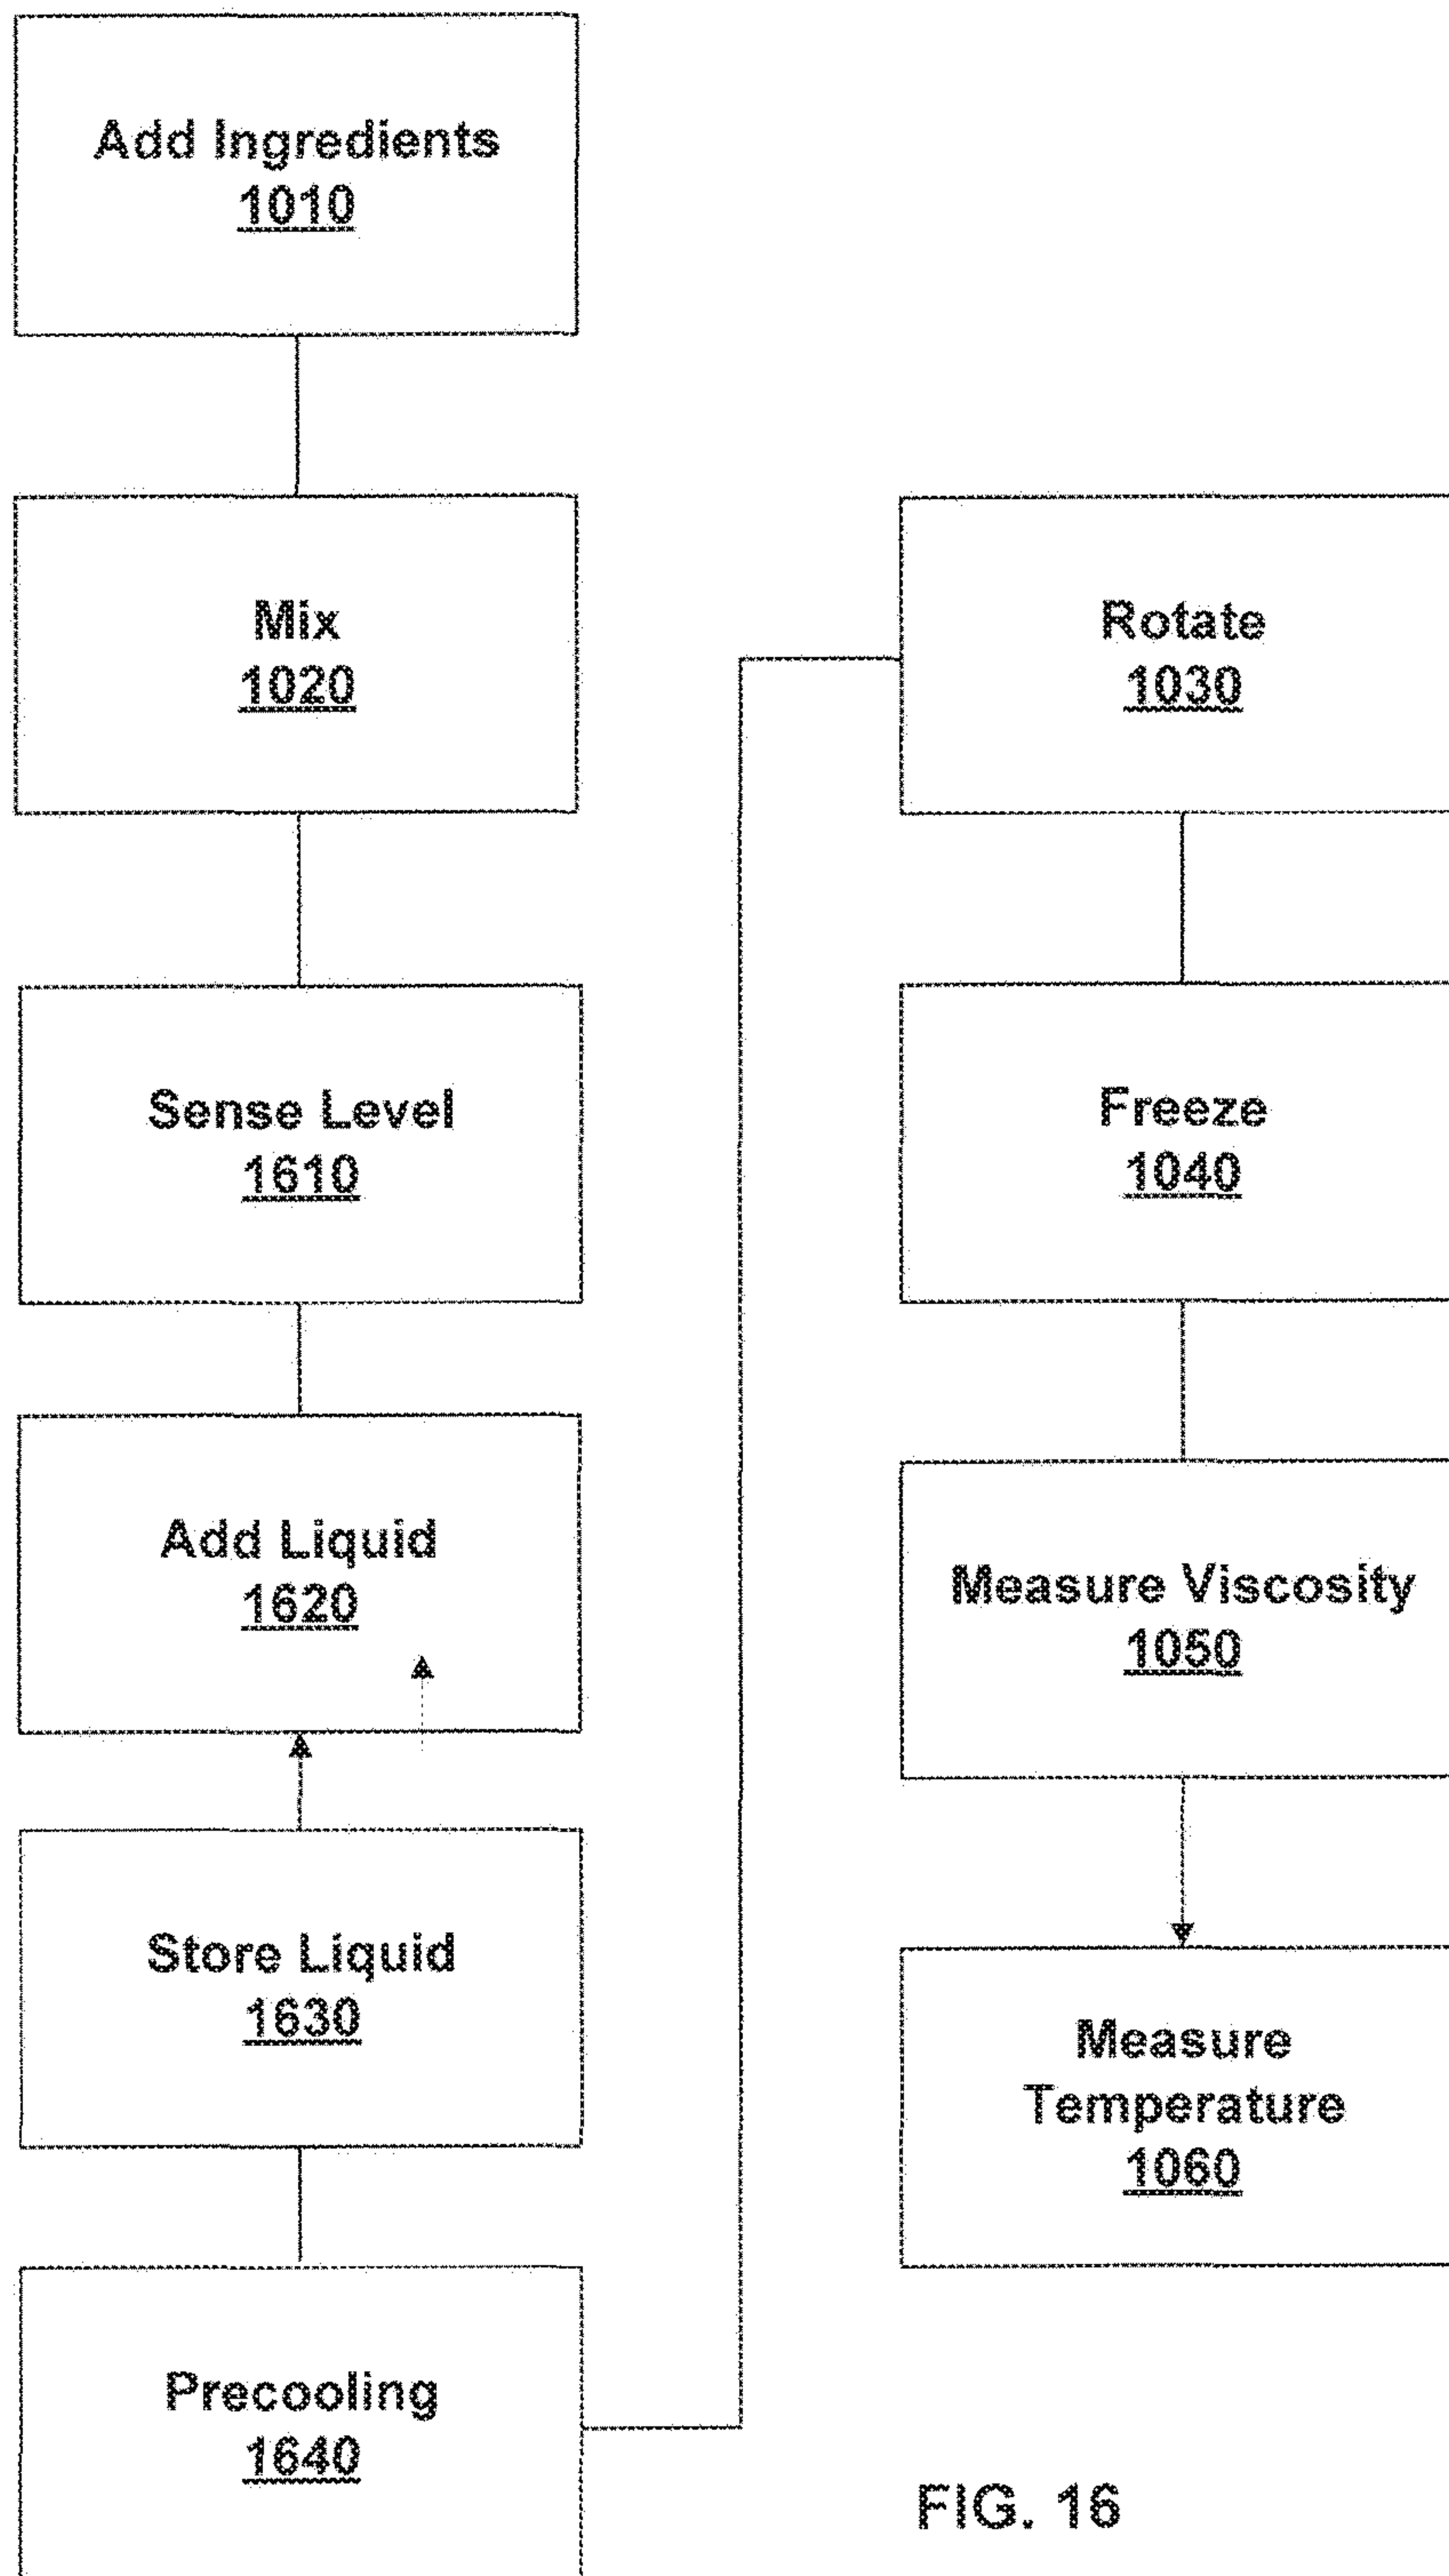 Add Ingredients
1010
Mix
1020
Sense Level
1610
Add Liquid
1620
Store Liquid
1630
Precooling
1640
Rotate
1030
Freeze
1040
Measure Viscosity
1050
Measure
Temperature
1060
FIG. 16